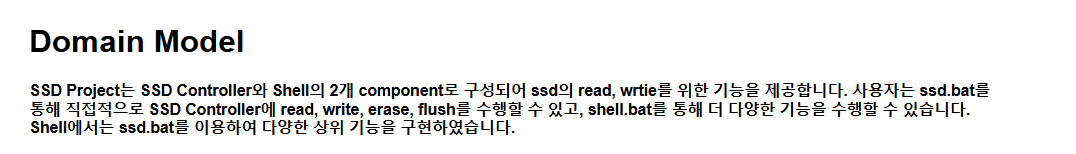 Domain Model
SSD Project는 SSD Controller와 Shell의 2개 component로 구성되어 ssd의 read, wrtie를 위한 기능을 제공합니다. 사용자는 ssd.bat를
통해 직접적으로 SSD Controller에 read, write, erase, flush를 수행할 수 있고, shell.bat를 통해 더 다양한 기능을 수행할 수 있습니다.
Shell에서는 ssd.bat를 이용하여 다양한 상위 기능을 구현하였습니다.